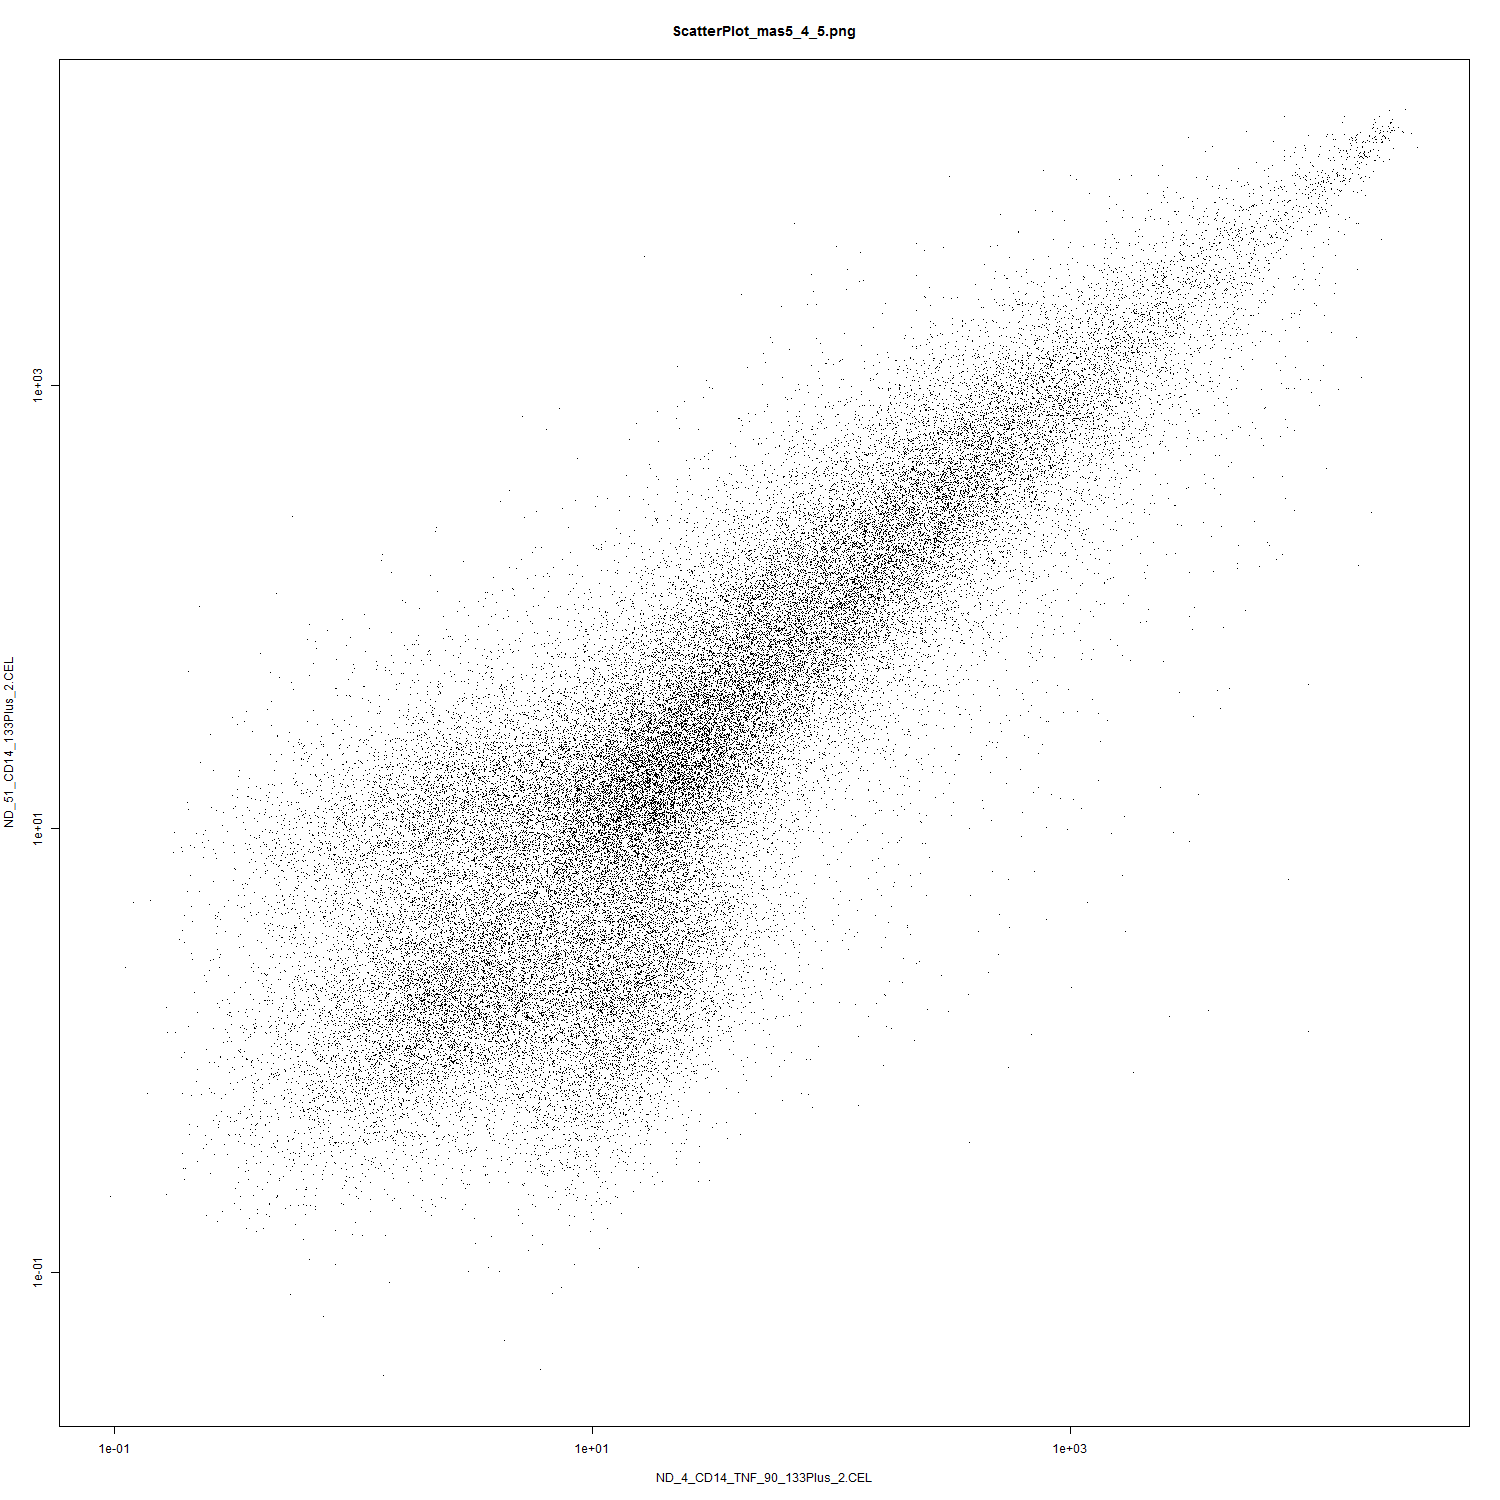 ScatterPlot_mas5_4_5.png
ND_51_CD14_133Plus_2.CEL
1e+03
1e+01
1e-01
1e-01 1e+01 1e+03
ND_4_CD14_TNF_90_133Plus_2.CEL